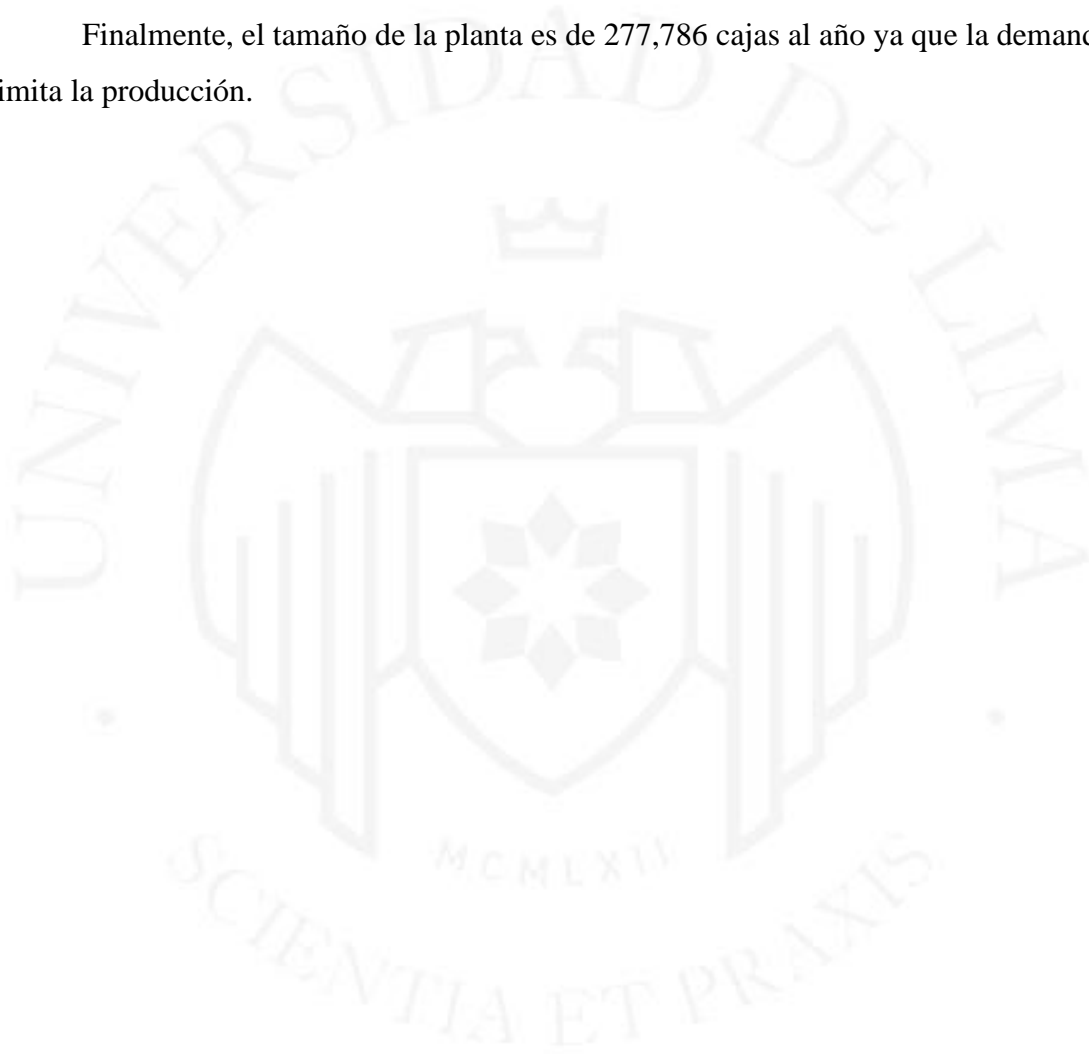 Finalmente, el tamaño de la planta es de 277,786 cajas al año ya que la demand
imita la producción.
UNIVERSIDAD DE LIMA
MCMLXII
SCIENTIA ET PRAXIS